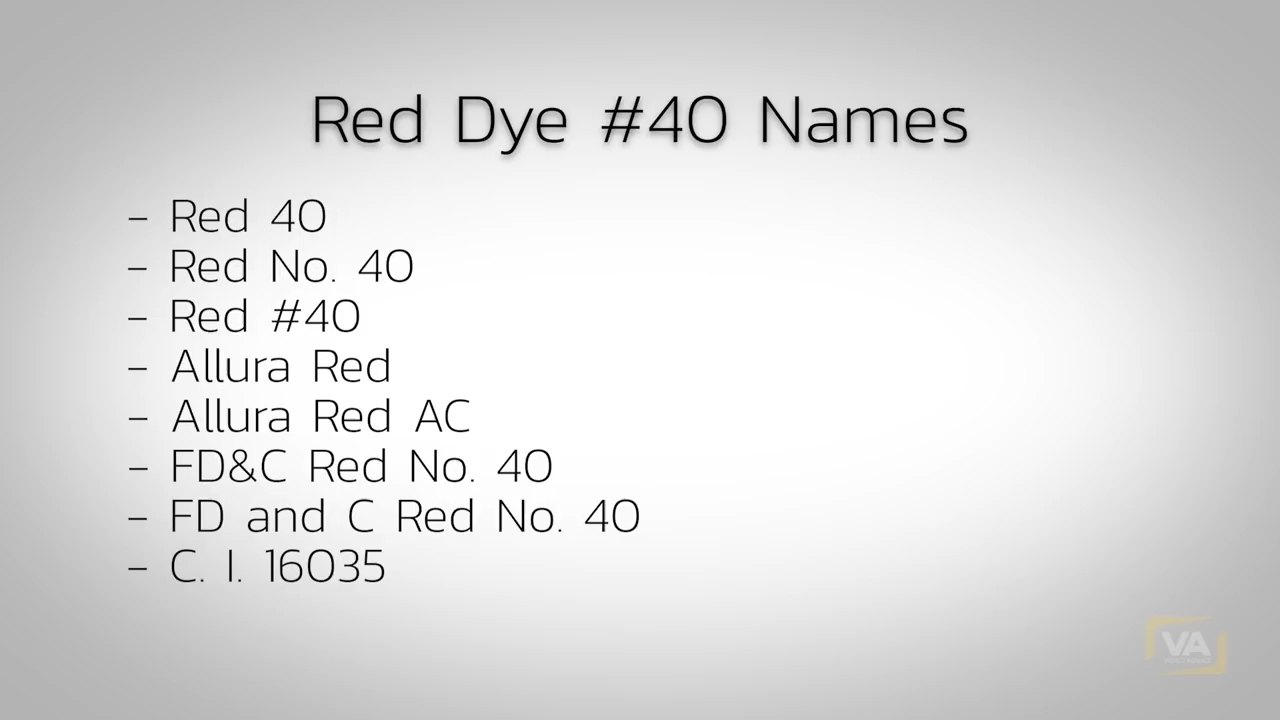 Red Dye #40 Names
- Red 40
- Red No. 40
- Red #40
- Allura Red
- Allura Red AC
- FD&C Red No. 40
- FD and C Red No. 40
- C. I. 16035
VA